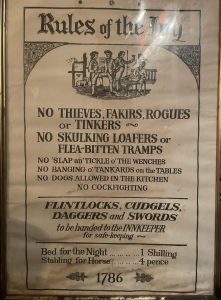 Rules of the Inn
NO THIEVES, FAKIRS, ROGUES
or TINKERS
NO SKULKING LOAFERS or
FLEA-BITTEN TRAMPS
NO 'SLAP an' TICKLE o' THE WENCHES
NO BANGING o' TANKARDS on the TABLES
NO DOGS ALLOWED IN THE KITCHEN
NO COCKFIGHTING
FLINTLOCKS, CUDGELS,
DAGGERS and SWORDS
to be handed to the INNKEEPER
for safe-keeping
Bed for the Night ... ... .. 1 Shilling
Stabling for Horse ... .. 4 pence
1786